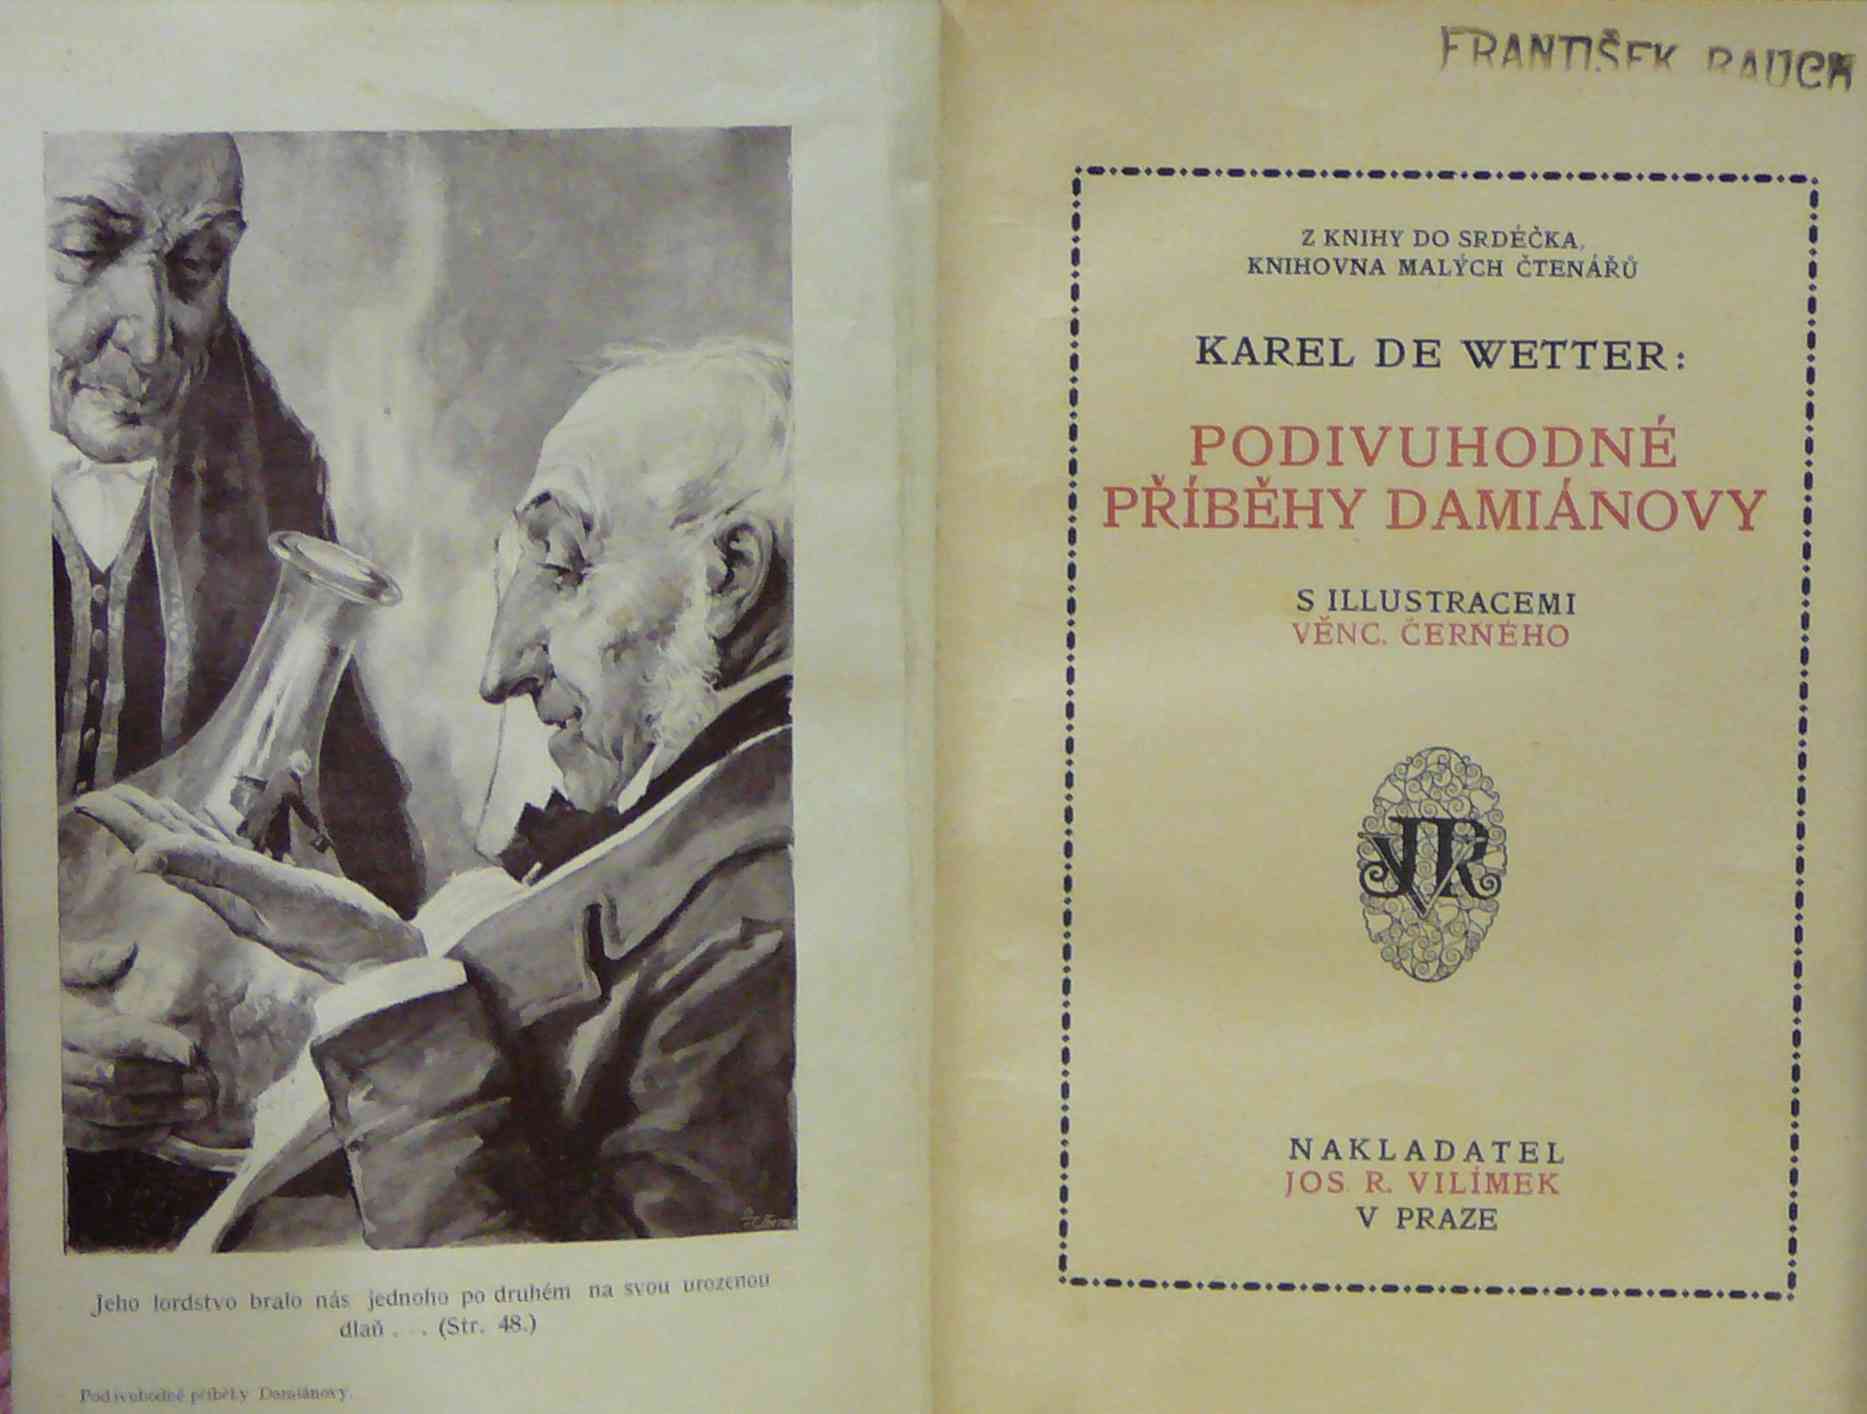 Jeho lordstvo bralo nás jednoho po druhém na svou urozenou
dlaň . . . (Str. 48.)
Podivuhodné příběhy Damiánovy.
FRANTIŠEK RAUCH
Z KNIHY DO SRDÉČKA,
KNIHOVNA MALÝCH ČTENÁŘŮ
KAREL DE WETTER:
PODIVUHODNÉ
PŘÍBĚHY DAMIÁNOVY
S ILLUSTRACEMI
VĚNC. ČERNÉHO
JRV
NAKLADATEL
JOS. R. VILÍMEK
V PRAZE